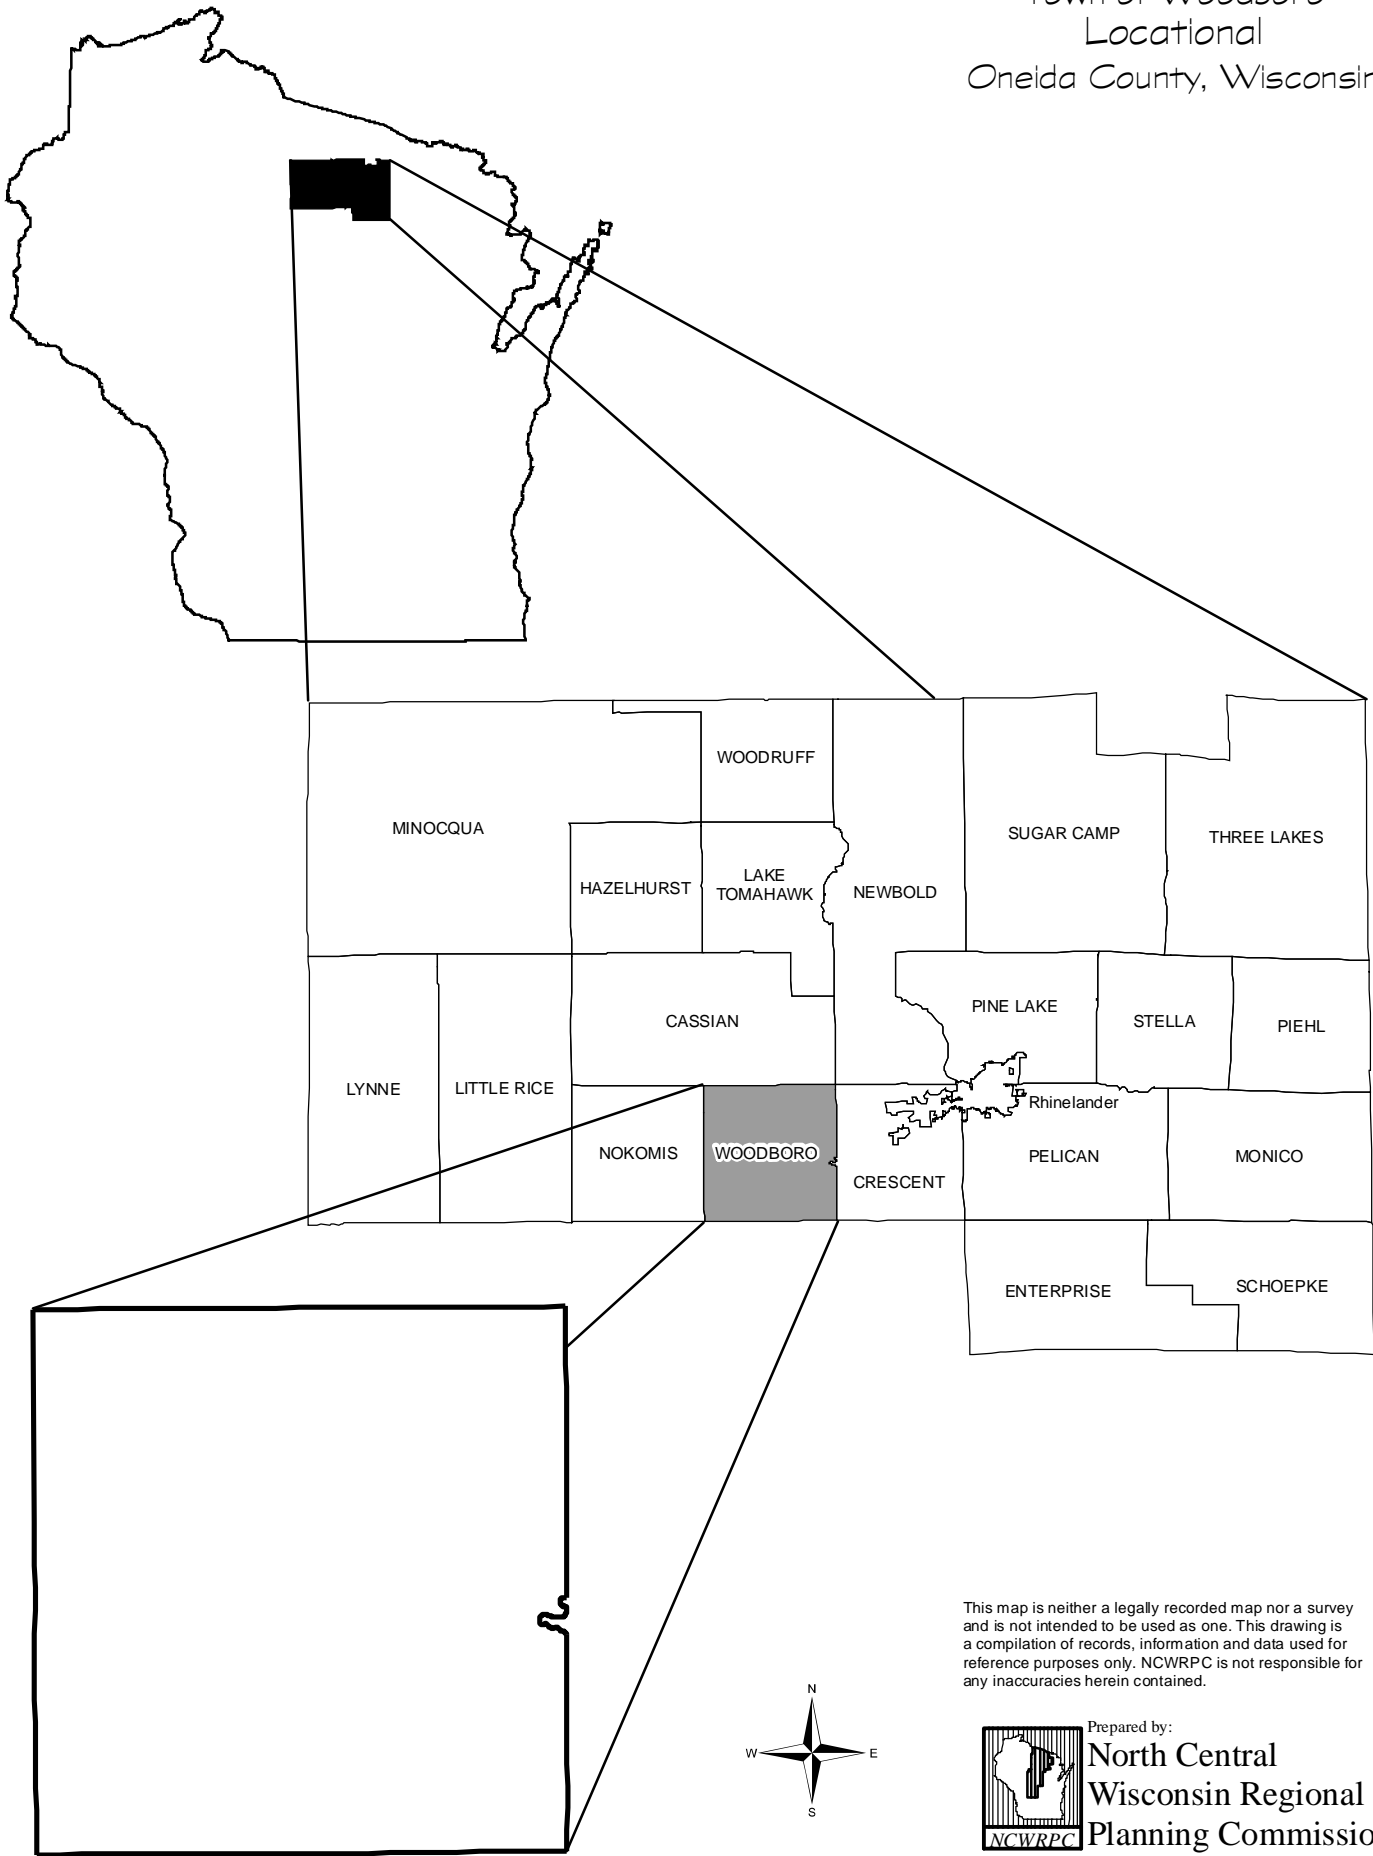 Locational
Oneida County, Wisconsin
WOODRUFF
MINOCQUA
SUGAR CAMP
THREE LAKES
HAZELHURST
LAKE
TOMAHAWK
NEWBOLD
PINE LAKE
CASSIAN
STELLA
PIEHL
LYNNE
LITTLE RICE
Rhinelander
NOKOMIS
WOODBORO
PELICAN
MONICO
CRESCENT
ENTERPRISE
SCHOEPKE
This map is neither a legally recorded map nor a survey
and is not intended to be used as one. This drawing is
a compilation of records, information and data used for
reference purposes only. NCWRPC is not responsible for
any inaccuracies herein contained.
N
W
E
S
Prepared by:
North Central
Wisconsin Regional
Planning Commissio
NCWRPC